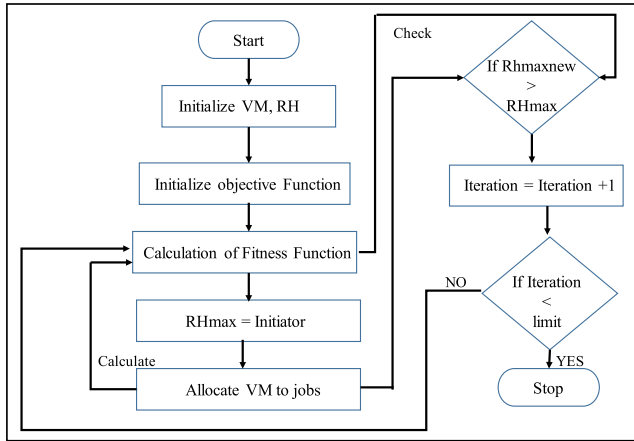 Start
Initialize VM, RH
Initialize objective Function
Calculation of Fitness Function
RHmax = Initiator
Calculate
Allocate VM to jobs
Check
If Rhmaxnew
>
RHmax
Iteration = Iteration +1
NO
If Iteration
<
limit
YES
Stop